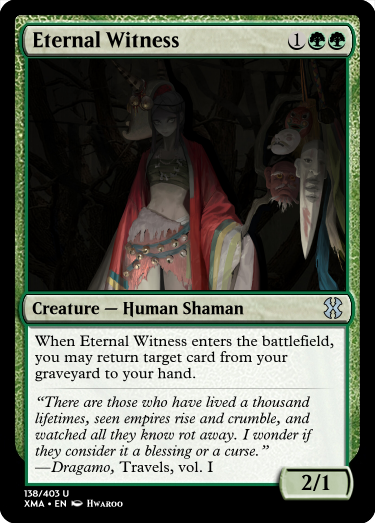 Eternal Witness 1
Creature — Human Shaman
When Eternal Witness enters the battlefield,
you may return target card from your
graveyard to your hand.
“There are those who have lived a thousand
lifetimes, seen empires rise and crumble, and
watched all they know rot away. I wonder if
they consider it a blessing or a curse.”
—Dragamo, Travels, vol. I
2/1
138/403 U
XMA • EN Hwaroo